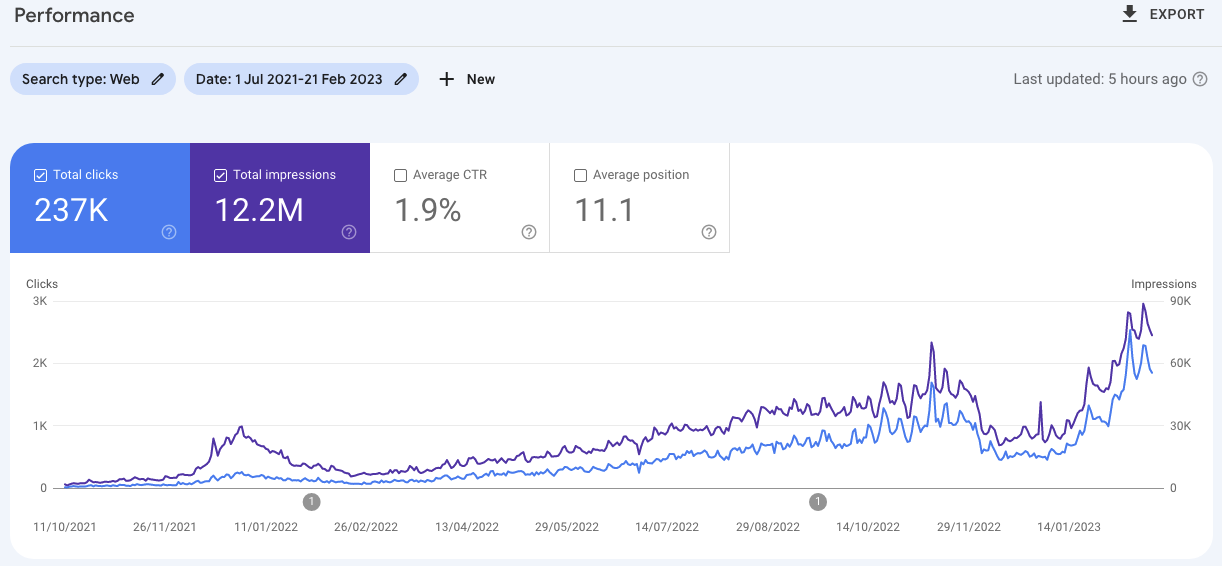 Performance
EXPORT
Search type: Web
Date: 1 Jul 2021-21 Feb 2023
+ New
Last updated: 5 hours ago
Total clicks
237K
Total impressions
12.2M
Average CTR
1.9%
Average position
11.1
Clicks
Impressions
3K
90K
2K
60K
1K
30K
0
0
1
1
11/10/2021
26/11/2021
11/01/2022
26/02/2022
13/04/2022
29/05/2022
14/07/2022
29/08/2022
14/10/2022
29/11/2022
14/01/2023